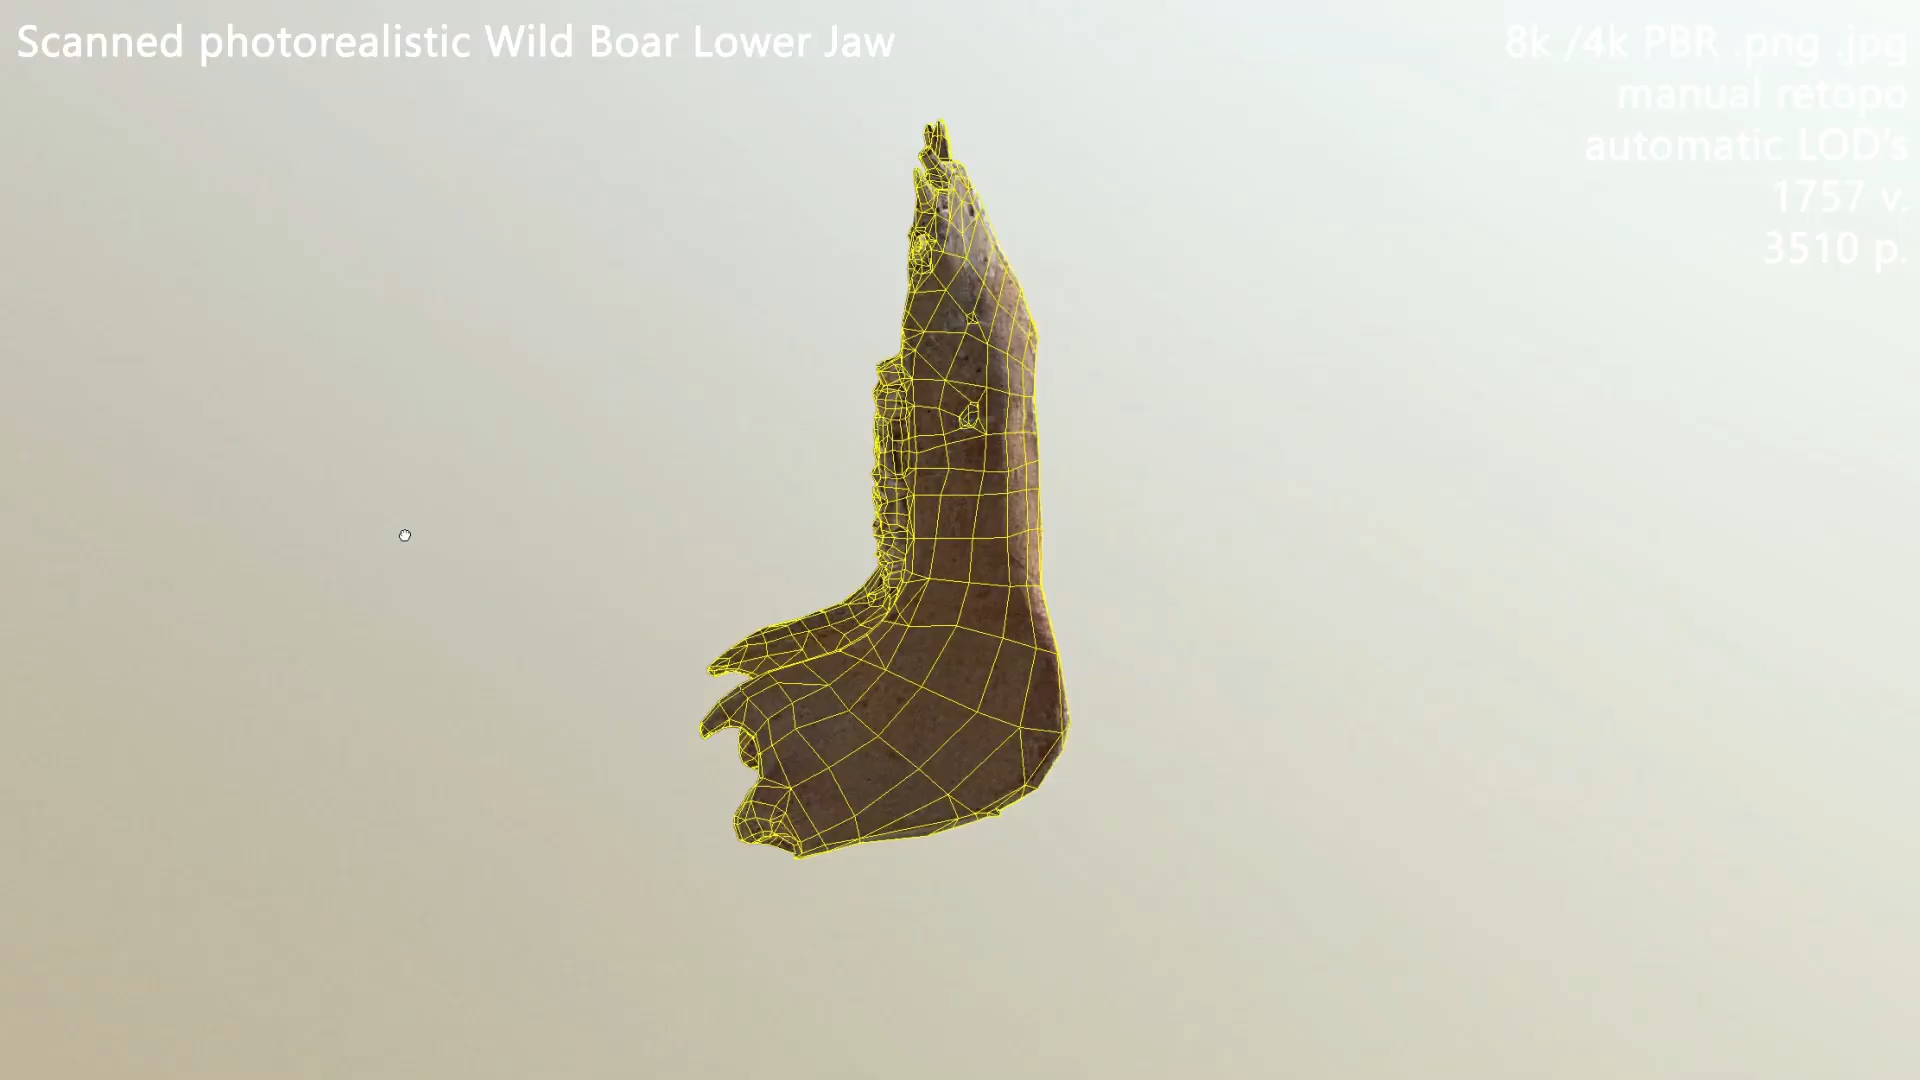 Scanned photorealistic Wild Boar Lower Jaw
8k /4k PBR .png .jpg
manual retopo
automatic LOD's
1757 v.
3510 p.